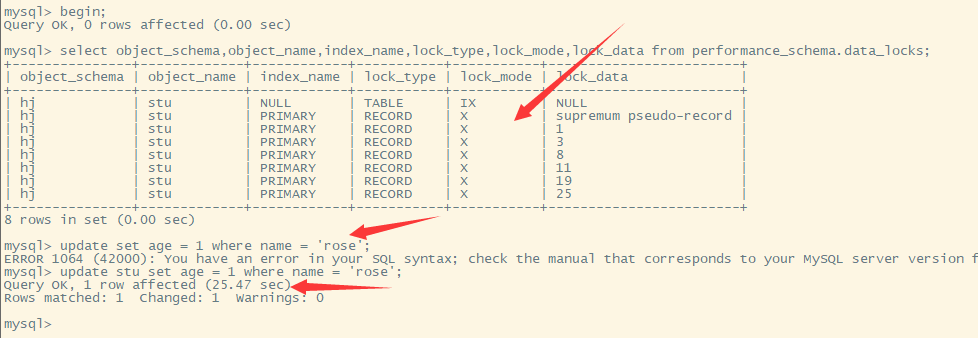 mysql> begin;
Query OK, 0 rows affected (0.00 sec)
mysql> select object_schema,object_name,index_name,lock_type,lock_mode,lock_data from performance_schema.data_locks;
+---------------+-------------+------------+-----------+-----------+------------------------+
| object_schema | object_name | index_name | lock_type | lock_mode | lock_data              |
+---------------+-------------+------------+-----------+-----------+------------------------+
| hj            | stu         | NULL       | TABLE     | IX        | NULL                   |
| hj            | stu         | PRIMARY    | RECORD    | X         | supremum pseudo-record |
| hj            | stu         | PRIMARY    | RECORD    | X         | 1                      |
| hj            | stu         | PRIMARY    | RECORD    | X         | 3                      |
| hj            | stu         | PRIMARY    | RECORD    | X         | 8                      |
| hj            | stu         | PRIMARY    | RECORD    | X         | 11                     |
| hj            | stu         | PRIMARY    | RECORD    | X         | 19                     |
| hj            | stu         | PRIMARY    | RECORD    | X         | 25                     |
+---------------+-------------+------------+-----------+-----------+------------------------+
8 rows in set (0.00 sec)
mysql> update set age = 1 where name = 'rose';
ERROR 1064 (42000): You have an error in your SQL syntax; check the manual that corresponds to your MySQL server version f
mysql> update stu set age = 1 where name = 'rose';
Query OK, 1 row affected (25.47 sec)
Rows matched: 1  Changed: 1  Warnings: 0
mysql>